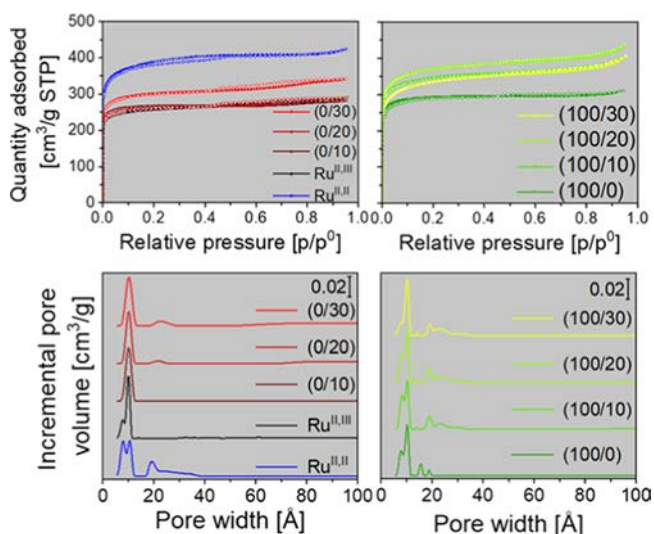 Quantity adsorbed
[cm³/g STP]
500
400
300
200
100
0
(0/30)
(0/20)
(0/10)
Ru^II,III
Ru^II,II
0.0 0.2 0.4 0.6 0.8 1.0
Relative pressure [p/p⁰]
(100/30)
(100/20)
(100/10)
(100/0)
0.0 0.2 0.4 0.6 0.8 1.0
Relative pressure [p/p⁰]
Incremental pore
volume [cm³/g]
0.02
(0/30)
(0/20)
(0/10)
Ru^II,III
Ru^II,II
0 20 40 60 80 100
Pore width [Å]
0.02
(100/30)
(100/20)
(100/10)
(100/0)
0 20 40 60 80 100
Pore width [Å]